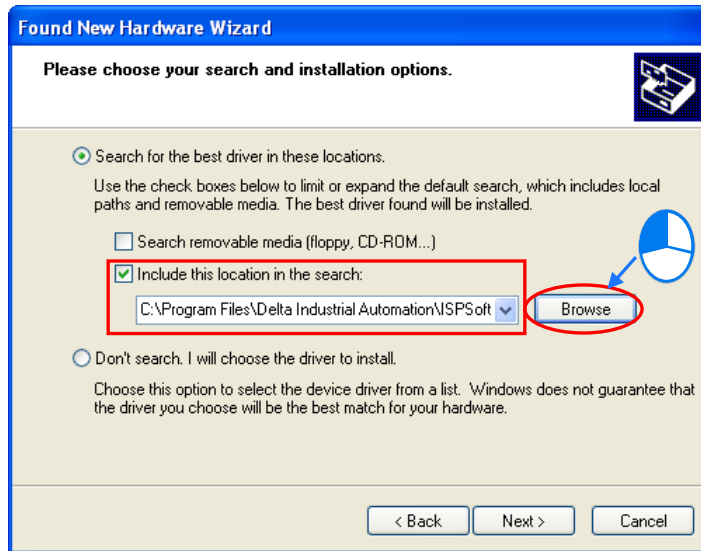 Found New Hardware Wizard
Please choose your search and installation options.
Search for the best driver in these locations.
Use the check boxes below to limit or expand the default search, which includes local
paths and removable media. The best driver found will be installed.
Search removable media (floppy, CD-ROM...)
Include this location in the search:
C:\Program Files\Delta Industrial Automation\ISPSoft
Browse
Don't search. I will choose the driver to install.
Choose this option to select the device driver from a list.  Windows does not guarantee that
the driver you choose will be the best match for your hardware.
< Back Next > Cancel